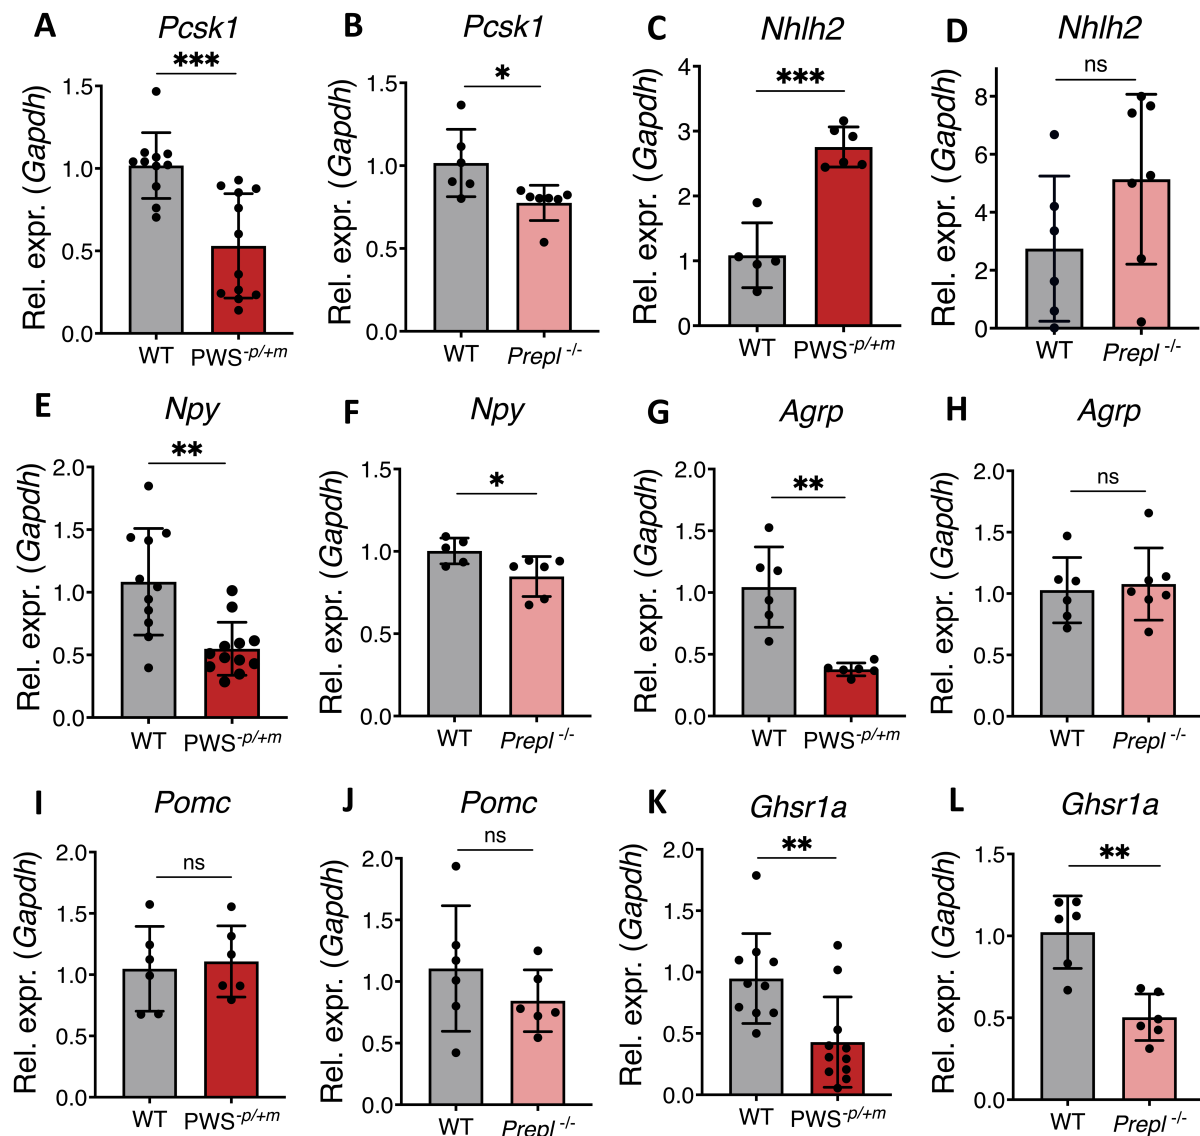 A
Pcsk1
***
Rel. expr. (Gapdh)
1.5
1.0
0.5
0.0
WT
PWS-p/+m
B
Pcsk1
*
Rel. expr. (Gapdh)
1.5
1.0
0.5
0.0
WT
Prepl -/-
C
Nhlh2
***
Rel. expr. (Gapdh)
4
3
2
1
0
WT
PWS-p/+m
D
Nhlh2
ns
Rel. expr. (Gapdh)
8
6
4
2
0
WT
Prepl -/-
E
Npy
**
Rel. expr. (Gapdh)
2.0
1.5
1.0
0.5
0.0
WT
PWS-p/+m
F
Npy
*
Rel. expr. (Gapdh)
1.5
1.0
0.5
0.0
WT
Prepl -/-
G
Agrp
**
Rel. expr. (Gapdh)
2.0
1.5
1.0
0.5
0.0
WT
PWS-p/+m
H
Agrp
ns
Rel. expr. (Gapdh)
2.0
1.5
1.0
0.5
0.0
WT
Prepl -/-
I
Pomc
ns
Rel. expr. (Gapdh)
2.0
1.5
1.0
0.5
0.0
WT
PWS-p/+m
J
Pomc
ns
Rel. expr. (Gapdh)
2.0
1.5
1.0
0.5
0.0
WT
Prepl -/-
K
Ghsr1a
**
Rel. expr. (Gapdh)
2.0
1.5
1.0
0.5
0.0
WT
PWS-p/+m
L
Ghsr1a
**
Rel. expr. (Gapdh)
1.5
1.0
0.5
0.0
WT
Prepl -/-